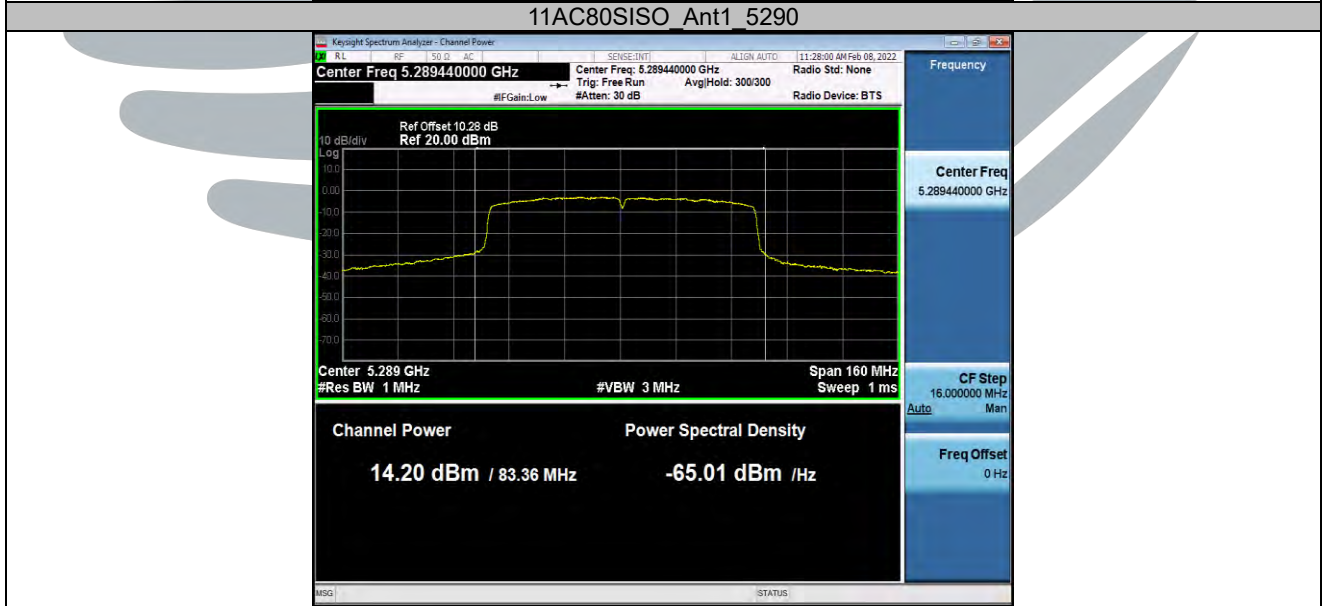 11AC80SISO_Ant1_5290
Keysight Spectrum Analyzer - Channel Power
RL RF 50 Ω AC SENSE:INT ALIGN AUTO 11:28:00 AM Feb 08, 2022
Center Freq 5.289440000 GHz
Center Freq: 5.289440000 GHz Radio Std: None
Trig: Free Run Avg|Hold: 300/300
#IFGain:Low #Atten: 30 dB Radio Device: BTS
Ref Offset 10.28 dB
10 dB/div Ref 20.00 dBm
Log
10.0
0.00
-10.0
-20.0
-30.0
-40.0
-50.0
-60.0
-70.0
Center 5.289 GHz Span 160 MHz
#Res BW 1 MHz #VBW 3 MHz Sweep 1 ms
Channel Power Power Spectral Density
14.20 dBm / 83.36 MHz -65.01 dBm /Hz
Frequency
Center Freq
5.289440000 GHz
CF Step
16.000000 MHz
Auto Man
Freq Offset
0 Hz
MSG STATUS